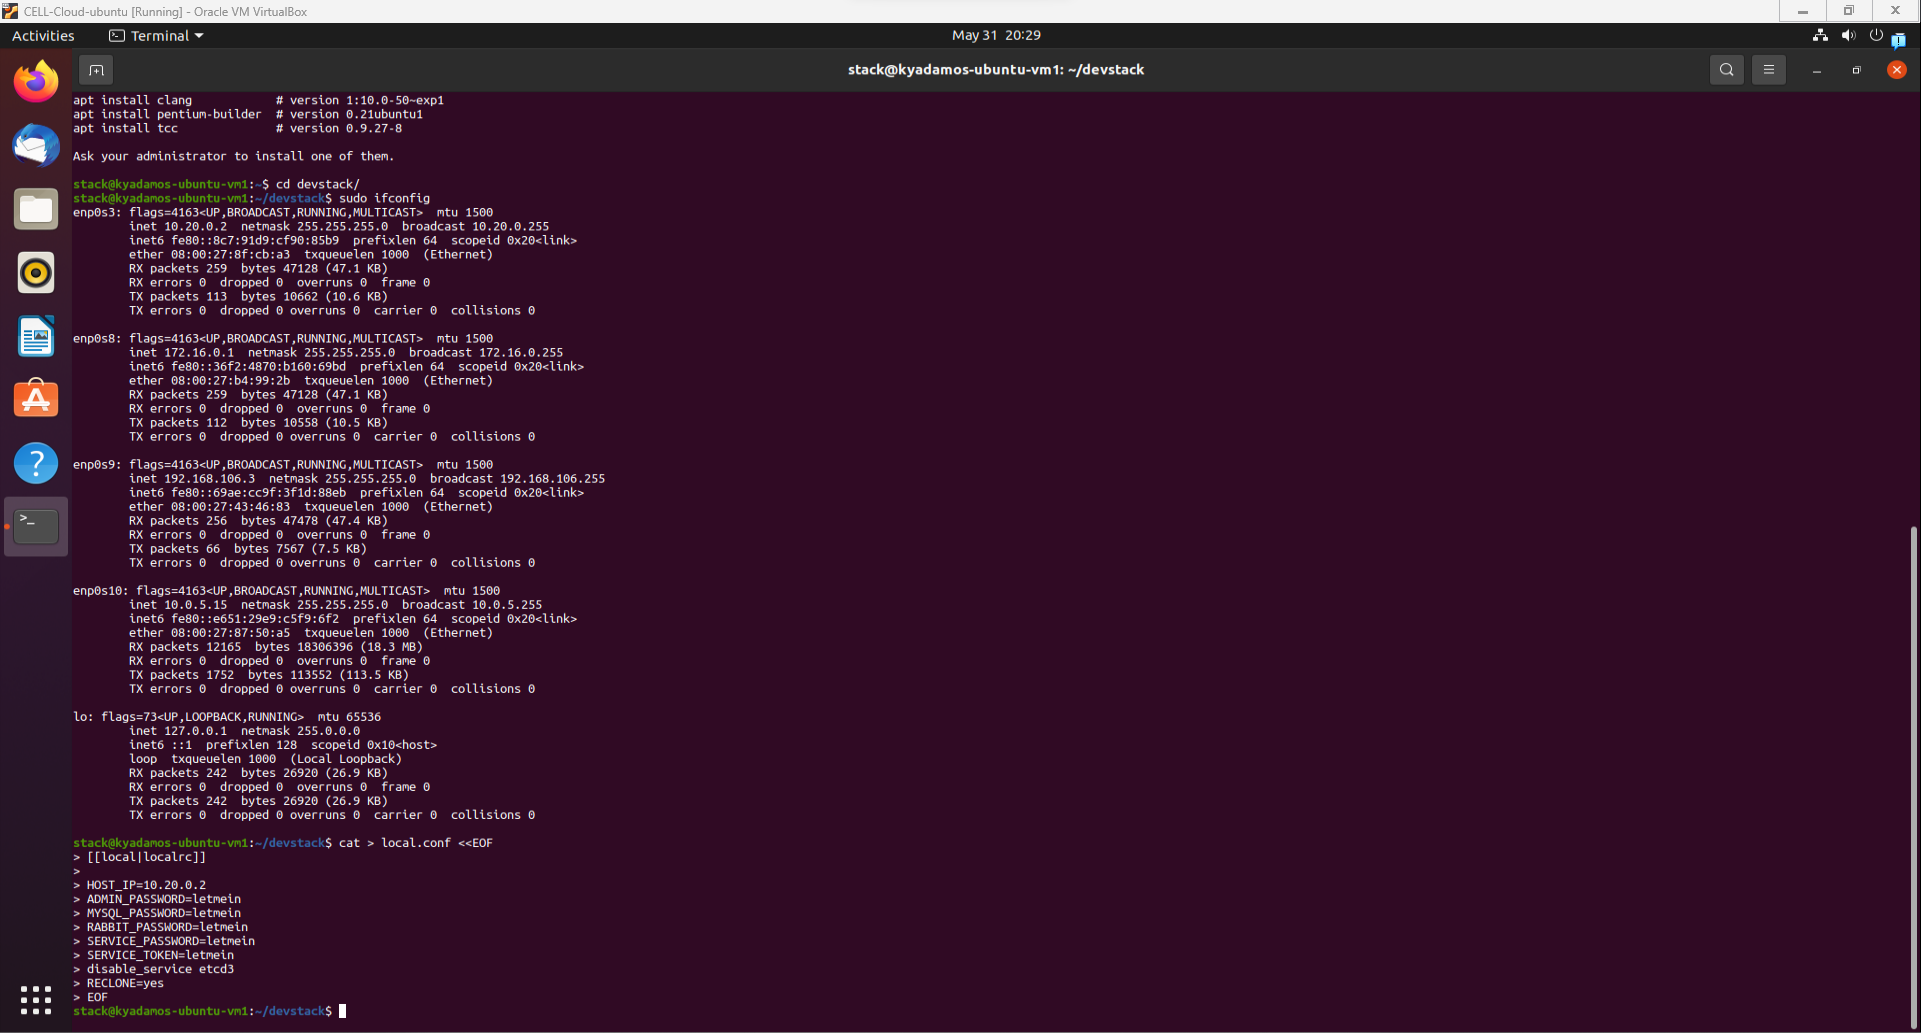 CELL-Cloud-ubuntu [Running] - Oracle VM VirtualBox
Activities
Terminal
May 31 20:29
stack@kyadamos-ubuntu-vm1: ~/devstack
apt install clang # version 1:10.0-50~exp1
apt install pentium-builder # version 0.21ubuntu1
apt install tcc # version 0.9.27-8
Ask your administrator to install one of them.
stack@kyadamos-ubuntu-vm1:~$ cd devstack/
stack@kyadamos-ubuntu-vm1:~/devstack$ sudo ifconfig
enp0s3: flags=4163<UP,BROADCAST,RUNNING,MULTICAST> mtu 1500
inet 10.20.0.2 netmask 255.255.255.0 broadcast 10.20.0.255
inet6 fe80::8c7:91d9:cf90:85b9 prefixlen 64 scopeid 0x20<link>
ether 08:00:27:8f:cb:a3 txqueuelen 1000 (Ethernet)
RX packets 259 bytes 47128 (47.1 KB)
RX errors 0 dropped 0 overruns 0 frame 0
TX packets 113 bytes 10662 (10.6 KB)
TX errors 0 dropped 0 overruns 0 carrier 0 collisions 0
enp0s8: flags=4163<UP,BROADCAST,RUNNING,MULTICAST> mtu 1500
inet 172.16.0.1 netmask 255.255.255.0 broadcast 172.16.0.255
inet6 fe80::36f2:4870:b160:69bd prefixlen 64 scopeid 0x20<link>
ether 08:00:27:b4:99:2b txqueuelen 1000 (Ethernet)
RX packets 259 bytes 47128 (47.1 KB)
RX errors 0 dropped 0 overruns 0 frame 0
TX packets 112 bytes 10558 (10.5 KB)
TX errors 0 dropped 0 overruns 0 carrier 0 collisions 0
enp0s9: flags=4163<UP,BROADCAST,RUNNING,MULTICAST> mtu 1500
inet 192.168.106.3 netmask 255.255.255.0 broadcast 192.168.106.255
inet6 fe80::69ae:cc9f:3f1d:88eb prefixlen 64 scopeid 0x20<link>
ether 08:00:27:43:46:83 txqueuelen 1000 (Ethernet)
RX packets 256 bytes 47478 (47.4 KB)
RX errors 0 dropped 0 overruns 0 frame 0
TX packets 66 bytes 7567 (7.5 KB)
TX errors 0 dropped 0 overruns 0 carrier 0 collisions 0
enp0s10: flags=4163<UP,BROADCAST,RUNNING,MULTICAST> mtu 1500
inet 10.0.5.15 netmask 255.255.255.0 broadcast 10.0.5.255
inet6 fe80::e651:29e9:c5f9:6f2 prefixlen 64 scopeid 0x20<link>
ether 08:00:27:87:50:a5 txqueuelen 1000 (Ethernet)
RX packets 12165 bytes 18306396 (18.3 MB)
RX errors 0 dropped 0 overruns 0 frame 0
TX packets 1752 bytes 113552 (113.5 KB)
TX errors 0 dropped 0 overruns 0 carrier 0 collisions 0
lo: flags=73<UP,LOOPBACK,RUNNING> mtu 65536
inet 127.0.0.1 netmask 255.0.0.0
inet6 ::1 prefixlen 128 scopeid 0x10<host>
loop txqueuelen 1000 (Local Loopback)
RX packets 242 bytes 26920 (26.9 KB)
RX errors 0 dropped 0 overruns 0 frame 0
TX packets 242 bytes 26920 (26.9 KB)
TX errors 0 dropped 0 overruns 0 carrier 0 collisions 0
stack@kyadamos-ubuntu-vm1:~/devstack$ cat > local.conf <<EOF
> [[local|localrc]]
>
> HOST_IP=10.20.0.2
> ADMIN_PASSWORD=letmein
> MYSQL_PASSWORD=letmein
> RABBIT_PASSWORD=letmein
> SERVICE_PASSWORD=letmein
> SERVICE_TOKEN=letmein
> disable_service etcd3
> RECLONE=yes
> EOF
stack@kyadamos-ubuntu-vm1:~/devstack$